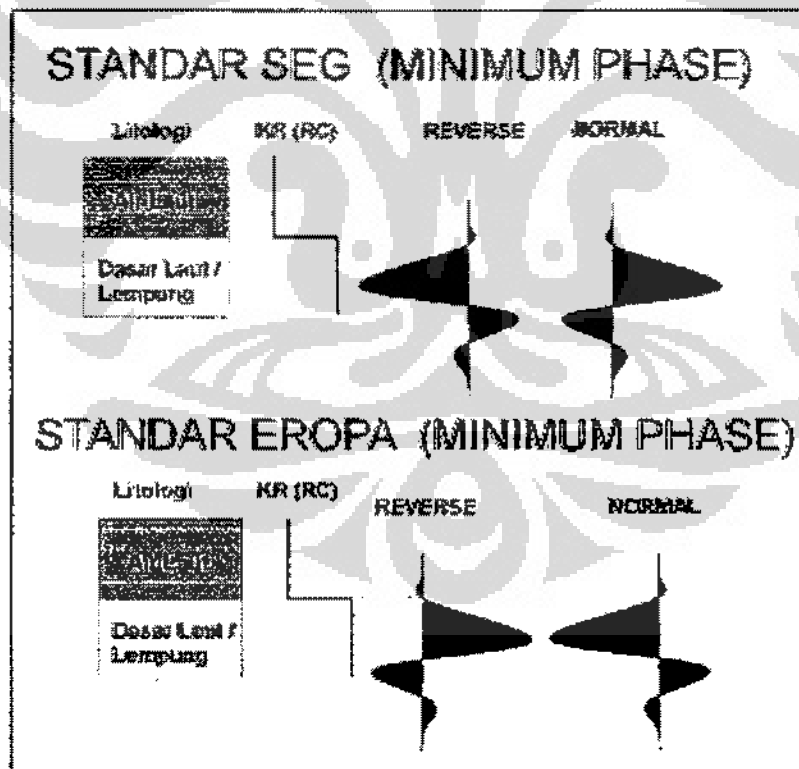 STANDAR SEG (MINIMUM PHASE)
Litologi KR (RC) REVERSE NORMAL
Dasar Laut /
Lempung
STANDAR EROPA (MINIMUM PHASE)
Litologi KR (RC) REVERSE NORMAL
Dasar Laut /
Lempung